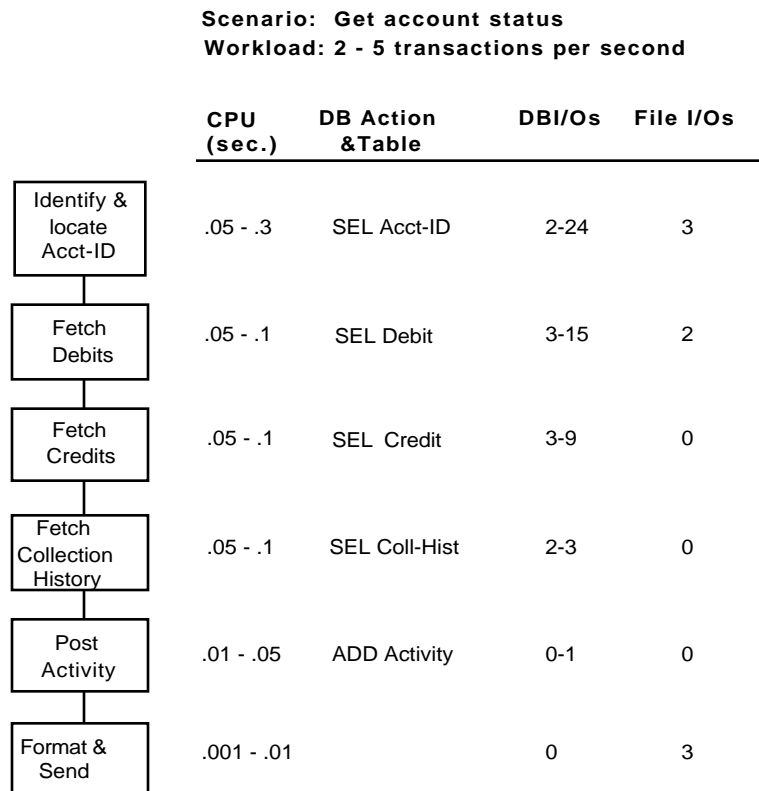 Scenario: Get account status
Workload: 2 - 5 transactions per second
CPU DB Action DBI/Os File I/Os
(sec.) &Table
Identify &
locate .05 - .3 SEL Acct-ID 2-24 3
Acct-ID
Fetch .05 - .1 SEL Debit 3-15 2
Debits
Fetch .05 - .1 SEL Credit 3-9 0
Credits
Fetch
Collection .05 - .1 SEL Coll-Hist 2-3 0
History
Post .01 - .05 ADD Activity 0-1 0
Activity
Format & .001 - .01 0 3
Send